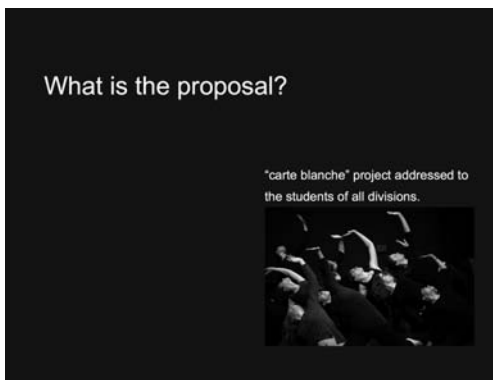 What is the proposal?
“carte blanche” project addressed to
the students of all divisions.